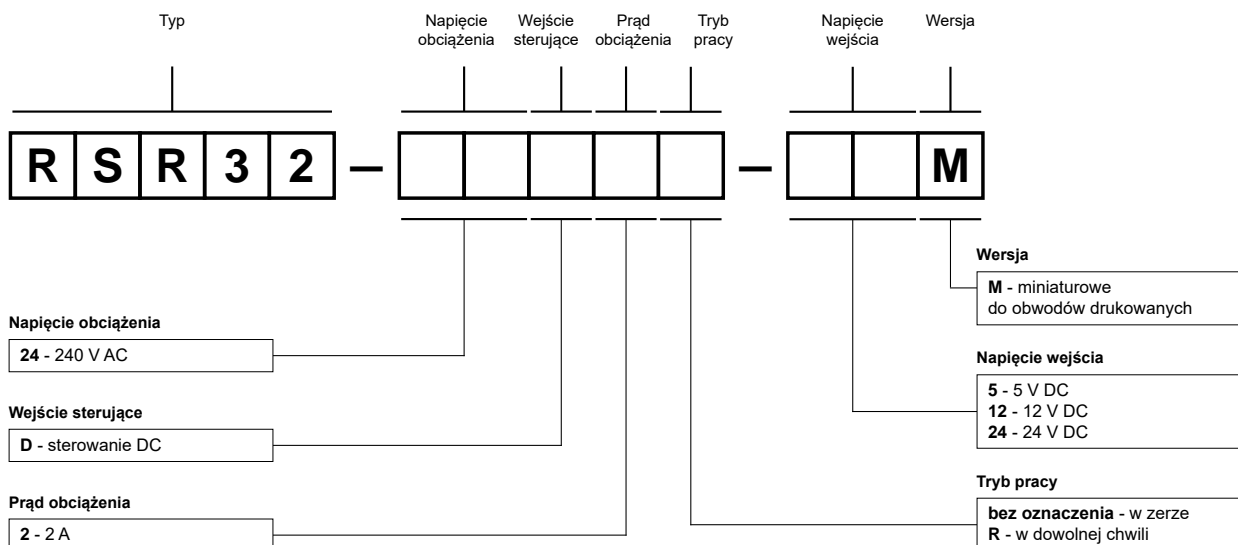 Typ
Napięcie obciążenia
Wejście sterujące
Prąd obciążenia
Tryb pracy
Napięcie wejścia
Wersja
R S R 3 2 – – M
Wersja
M - miniaturowe
do obwodów drukowanych
Napięcie obciążenia
24 - 240 V AC
Napięcie wejścia
5 - 5 V DC
12 - 12 V DC
24 - 24 V DC
Wejście sterujące
D - sterowanie DC
Prąd obciążenia
2 - 2 A
Tryb pracy
bez oznaczenia - w zerze
R - w dowolnej chwili